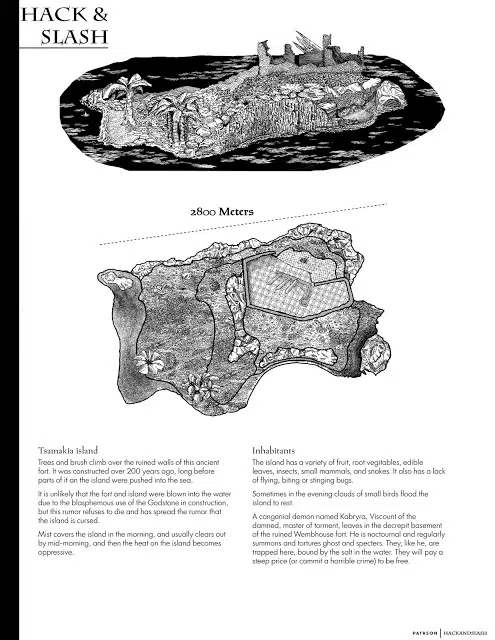 HACK &
SLASH
2800 Meters
Tsamakia island
Trees and brush climb over the ruined walls of this ancient
fort. It was constructed over 200 years ago, long before
parts of it on the island were pushed into the sea.
It is unlikely that the fort and island were blown into the water
due to the blasphemous use of the Godstone in construction,
but this rumor refuses to die and has spread the rumor that
the island is cursed.
Mist covers the island in the morning, and usually clears out
by mid-morning, and then the heat on the island becomes
oppressive.
Inhabitants
The island has a variety of fruit, root vegitables, edible
leaves, insects, small mammals, and snakes. It also has a lack
of flying, biting or stinging bugs.
Sometimes in the evening clouds of small birds flood the
island to rest.
A congenial demon named Kabryra, Viscount of the
damned, master of torment, leaves in the decrepit basement
of the ruined Wembhouse fort. He is noctournal and regularly
summons and tortures ghost and specters. They, like he, are
trapped here, bound by the salt in the water. They will pay a
steep price (or commit a horrible crime) to be free.
PATREON | HACKANDSLASH